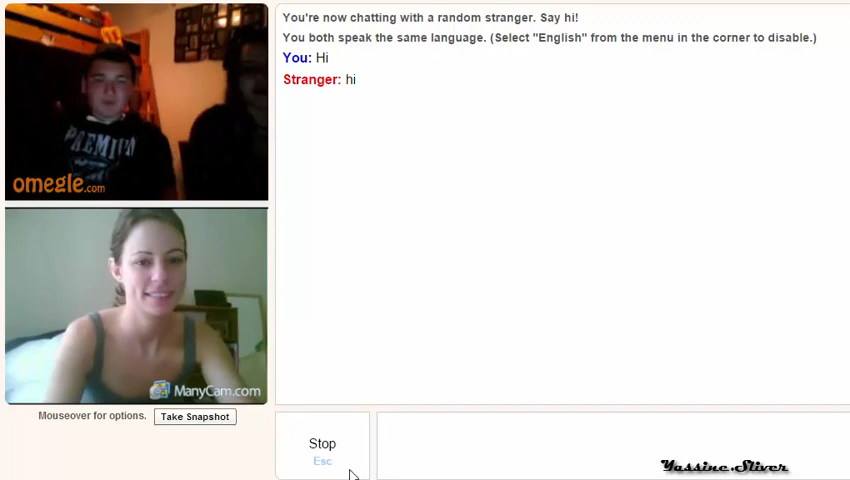 You're now chatting with a random stranger. Say hi!
You both speak the same language. (Select "English" from the menu in the corner to disable.)
You: Hi
Stranger: hi
PREMIUM
omegle.com
ManyCam.com
Mouseover for options. Take Snapshot
Stop
Esc
Yassine.Sliver